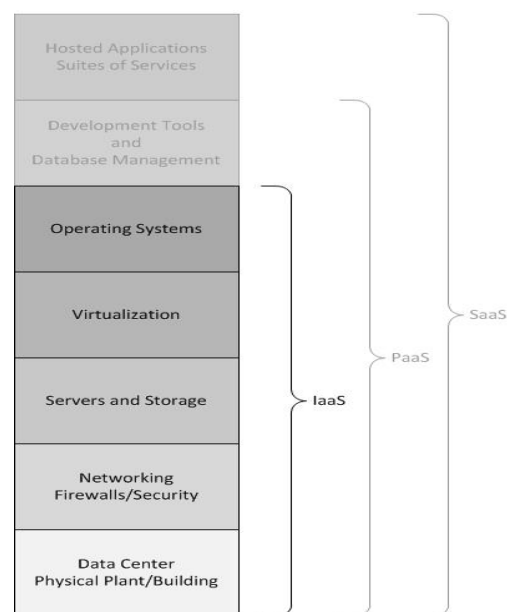 Hosted Applications
Suites of Services
Development Tools
and
Database Management
Operating Systems
Virtualization
Servers and Storage
Networking
Firewalls/Security
Data Center
Physical Plant/Building
IaaS
PaaS
SaaS